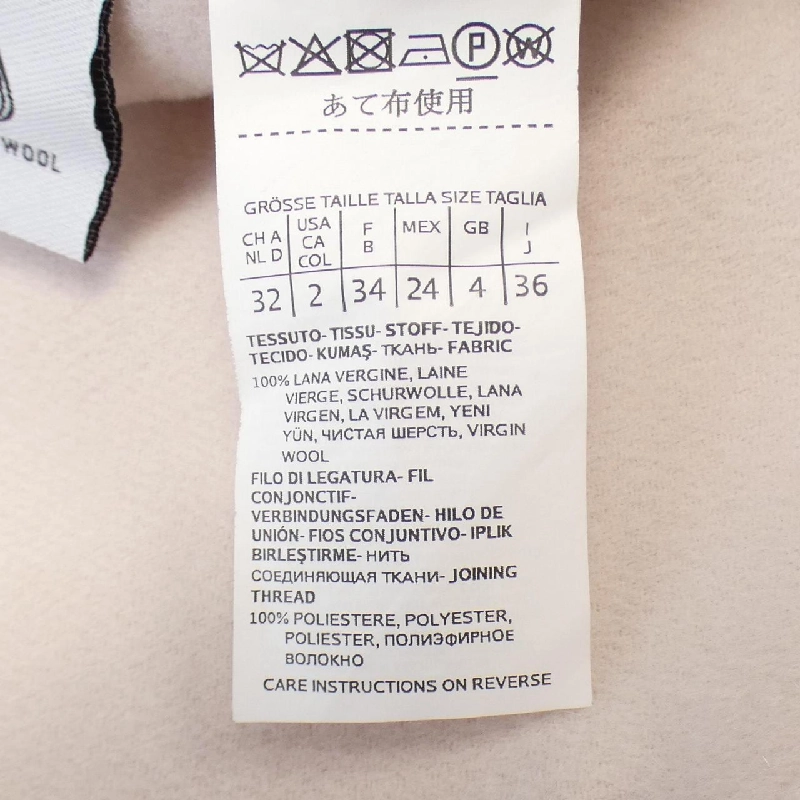 WOOL
P W
あて布使用
GRÖSSE TAILLE TALLA SIZE TAGLIA
CH A NL D USA CA COL F B MEX GB I J
32 2 34 24 4 36
TESSUTO- TISSU- STOFF- TEJIDO-
TECIDO- KUMAŞ- ТКАНЬ- FABRIC
100% LANA VERGINE, LAINE
VIERGE, SCHURWOLLE, LANA
VIRGEN, LA VIRGEM, YENI
YÜN, ЧИСТАЯ ШЕРСТЬ, VIRGIN
WOOL
FILO DI LEGATURA- FIL
CONJONCTIF-
VERBINDUNGSFADEN- HILO DE
UNIÓN- FIOS CONJUNTIVO- IPLIK
BIRLEŞTIRME- НИТЬ
СОЕДИНЯЮЩАЯ ТКАНИ- JOINING
THREAD
100% POLIESTERE, POLYESTER,
POLIESTER, ПОЛИЭФИРНОЕ
ВОЛОКНО
CARE INSTRUCTIONS ON REVERSE